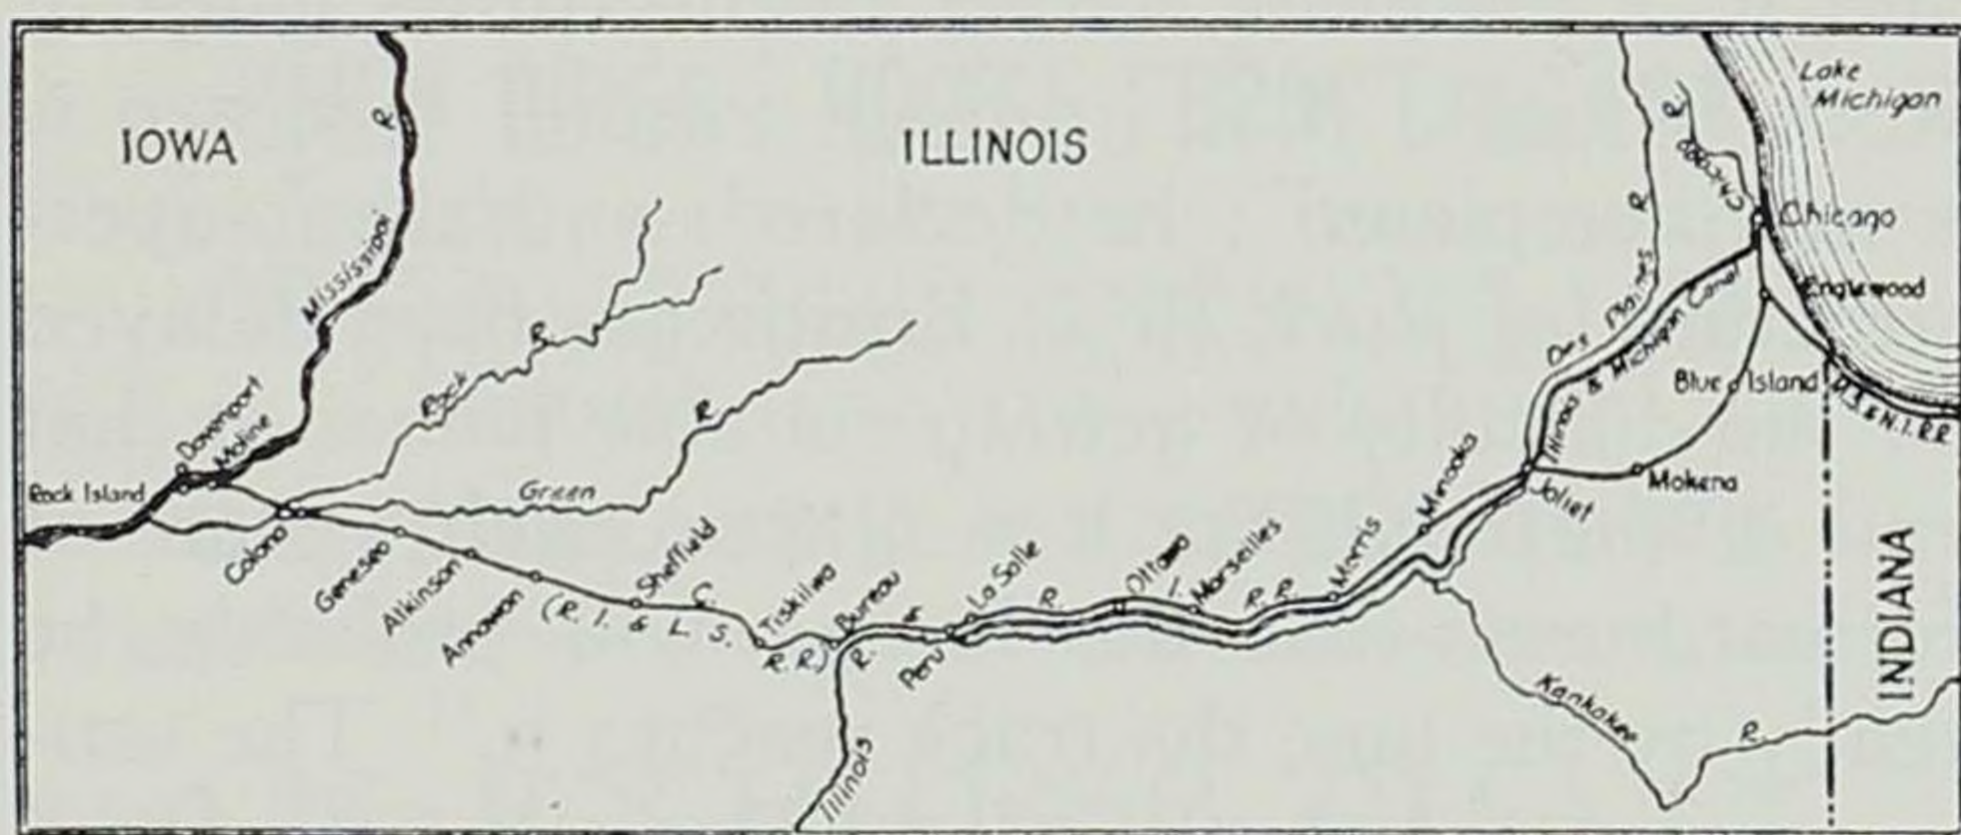 IOWA
ILLINOIS
Lake
Michigan
R.
Chicago
R
Mississippi
R.
Chicago
Englewood
Des Plaines
Illinois & Michigan Canal
R.
Rock
Blue Island
M.S. & N.I. R.R.
Davenport
Moline
R
Rock Island
Green
Mokena
Joliet
Minooka
Colona
Geneseo
Atkinson
Annawan
Sheffield
(R. I. & L. S. C.
R. R.)
Tiskilwa
Bureau
Peru
La Salle
Ottawa
Marseilles
Morris
R. & R. I. R. R.
Illinois
Kankakee
R.
INDIANA